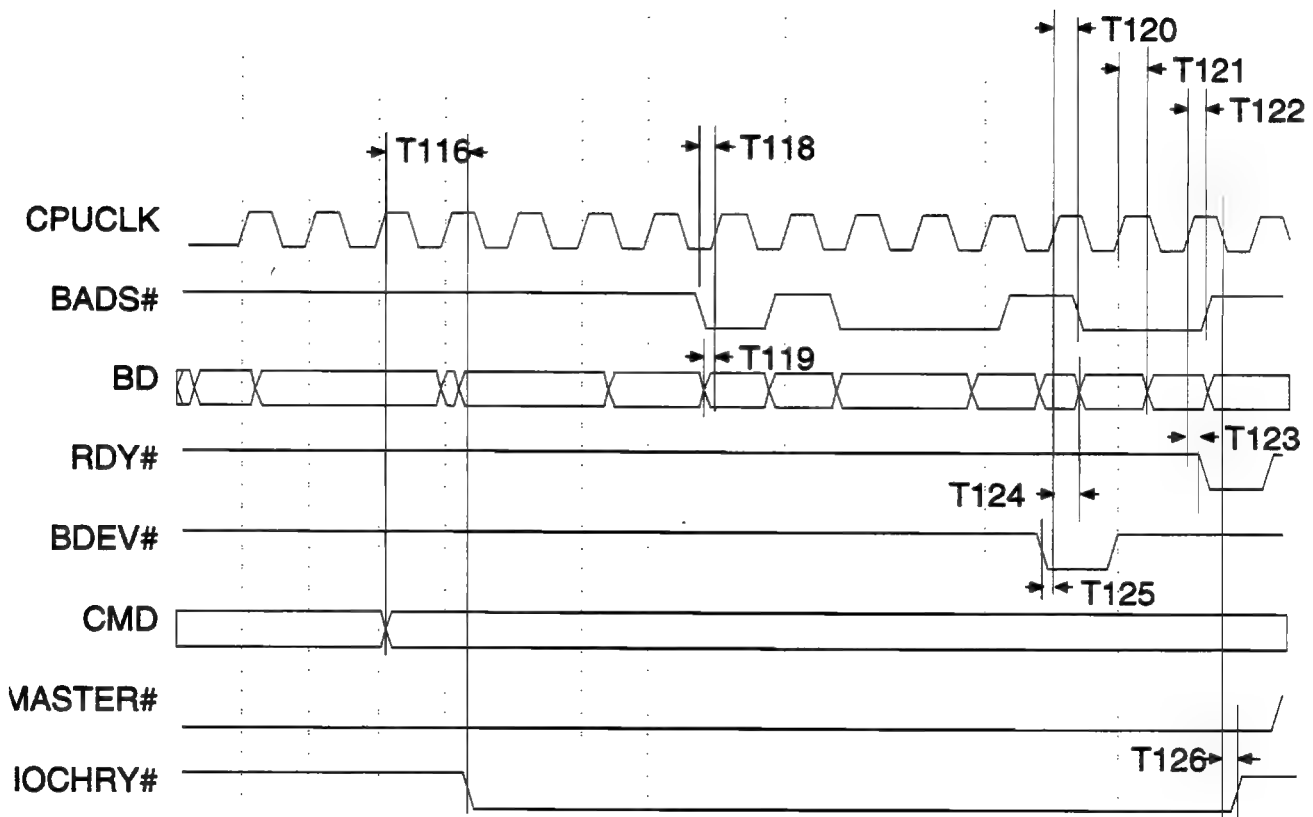 T120
T121
T122
T116
T118
CPUCLK
BADS#
T119
BD
T123
RDY#
T124
BDEV#
T125
CMD
MASTER#
T126
IOCHRY#